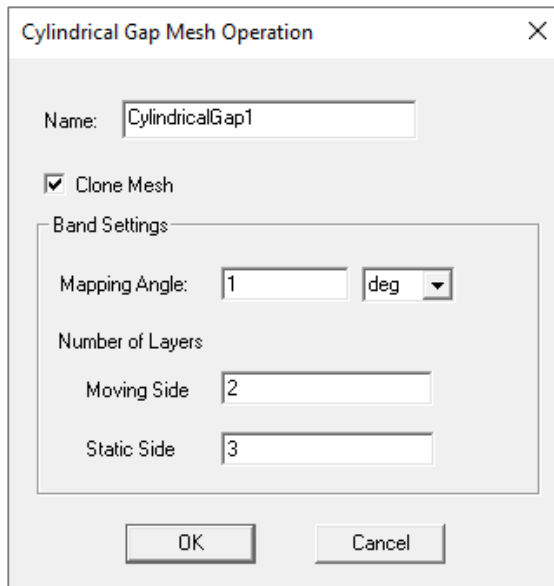 Cylindrical Gap Mesh Operation
Name: CylindricalGap1
Clone Mesh
Band Settings
Mapping Angle: 1 deg
Number of Layers
Moving Side 2
Static Side 3
OK Cancel